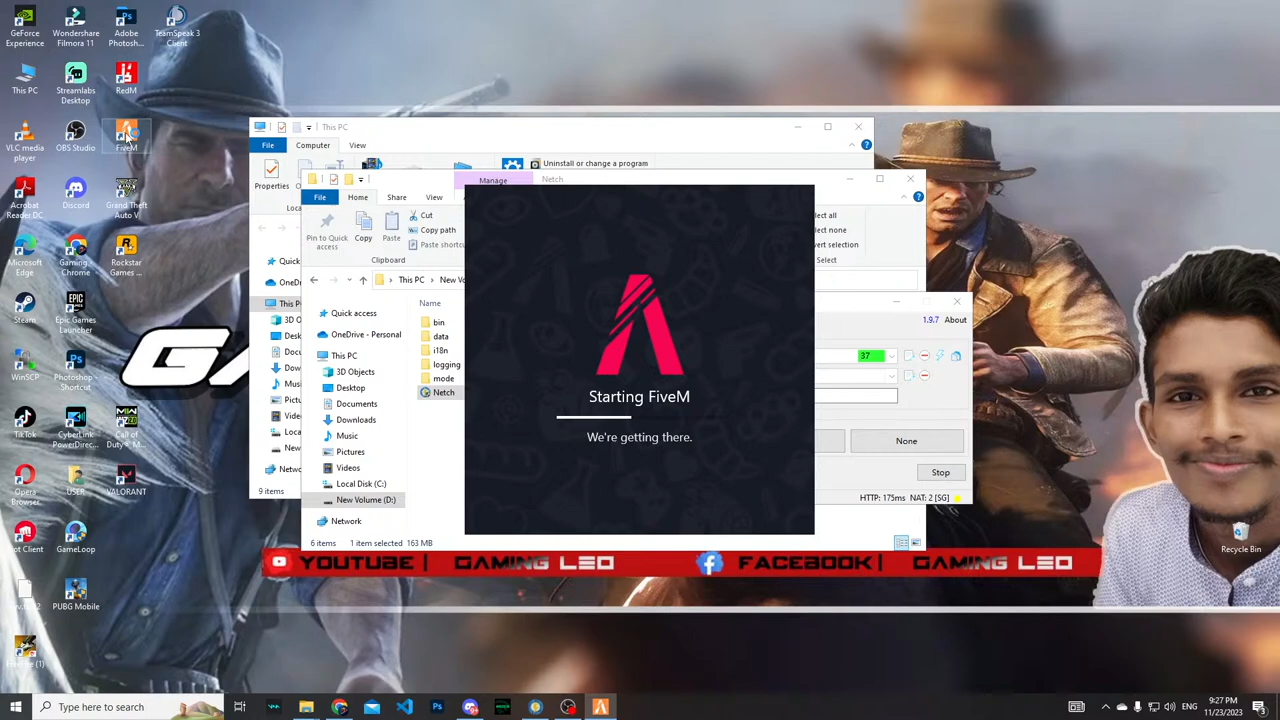 GeForce Experience
Wondershare Filmora 11
Adobe Photosh...
TeamSpeak 3 Client
This PC
Streamlabs Desktop
RedM
VLC media player
OBS Studio
FiveM
Acrobat Reader DC
Discord
Grand Theft Auto V
Microsoft Edge
Gaming - Chrome
Rockstar Games ...
Steam
Epic Games Launcher
WinSCP
Photoshop - Shortcut
TikTok
CyberLink PowerDirec...
Call of Duty® M...
Opera Browser
USER
VALORANT
GameLoop
PUBG Mobile
Recycle Bin
This PC
File
Computer
View
Properties
Uninstall or change a program
9 items
Manage
Netch
File
Home
Share
View
Pin to Quick access
Copy
Paste
Cut
Copy path
Clipboard
Select
This PC
Name
Quick access
OneDrive - Personal
This PC
3D Objects
Desktop
Documents
Downloads
Music
Pictures
Videos
Local Disk (C:)
New Volume (D:)
Network
bin
data
i18n
logging
mode
Netch
6 items
1 item selected
163 MB
Starting FiveM
We're getting there.
1.9.7
About
37
None
Stop
HTTP: 175ms
NAT: 2 [SG]
YOUTUBE | GAMING LEO
FACEBOOK | GAMING LEO
Type here to search
ENG
9:27 PM
11/23/2023